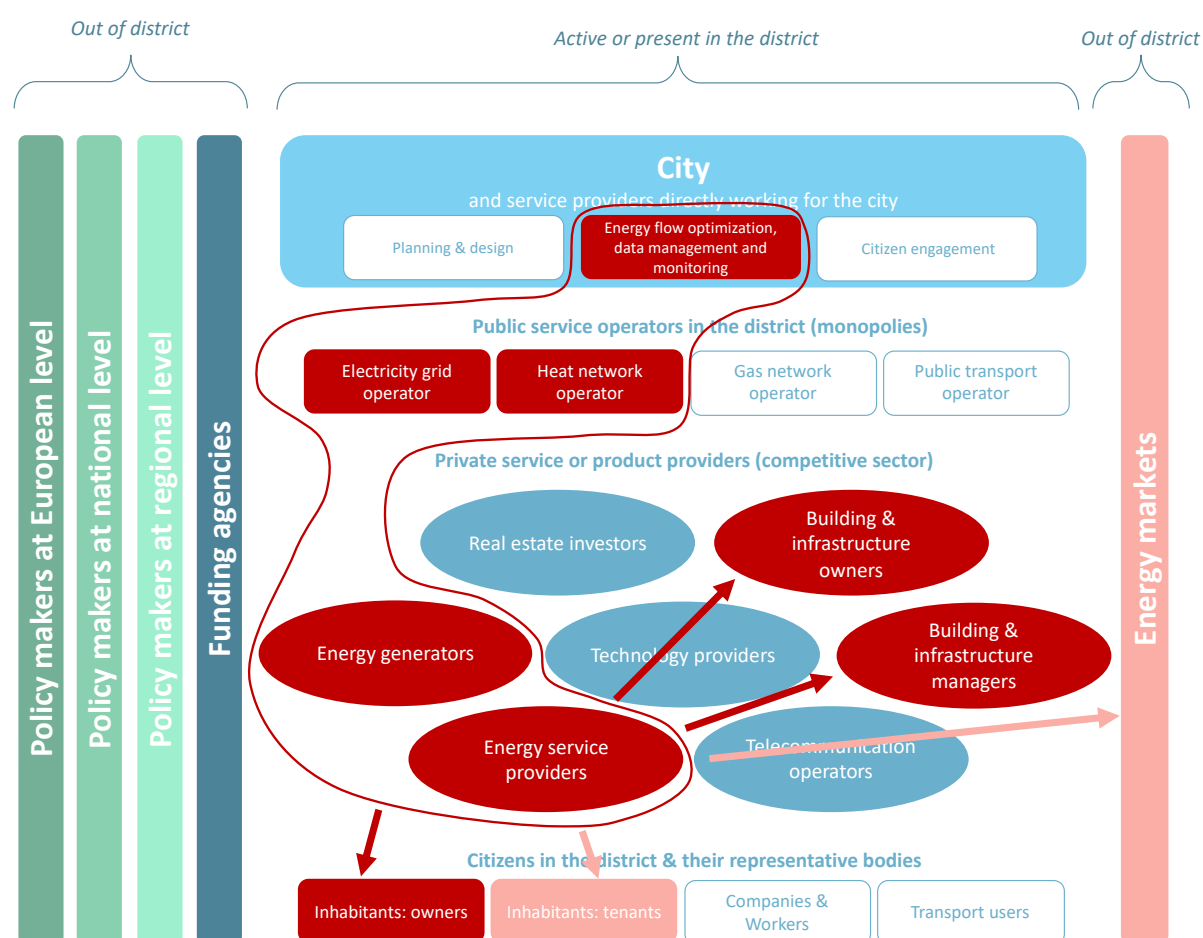 Out of district
Active or present in the district
Out of district
Policy makers at European level
Policy makers at national level
Policy makers at regional level
Funding agencies
City
and service providers directly working for the city
Planning & design
Energy flow optimization,
data management and
monitoring
Citizen engagement
Public service operators in the district (monopolies)
Electricity grid
operator
Heat network
operator
Gas network
operator
Public transport
operator
Private service or product providers (competitive sector)
Real estate investors
Building &
infrastructure
owners
Energy generators
Technology providers
Building &
infrastructure
managers
Energy service
providers
Telecommunication
operators
Citizens in the district & their representative bodies
Inhabitants: owners
Inhabitants: tenants
Companies &
Workers
Transport users
Energy markets